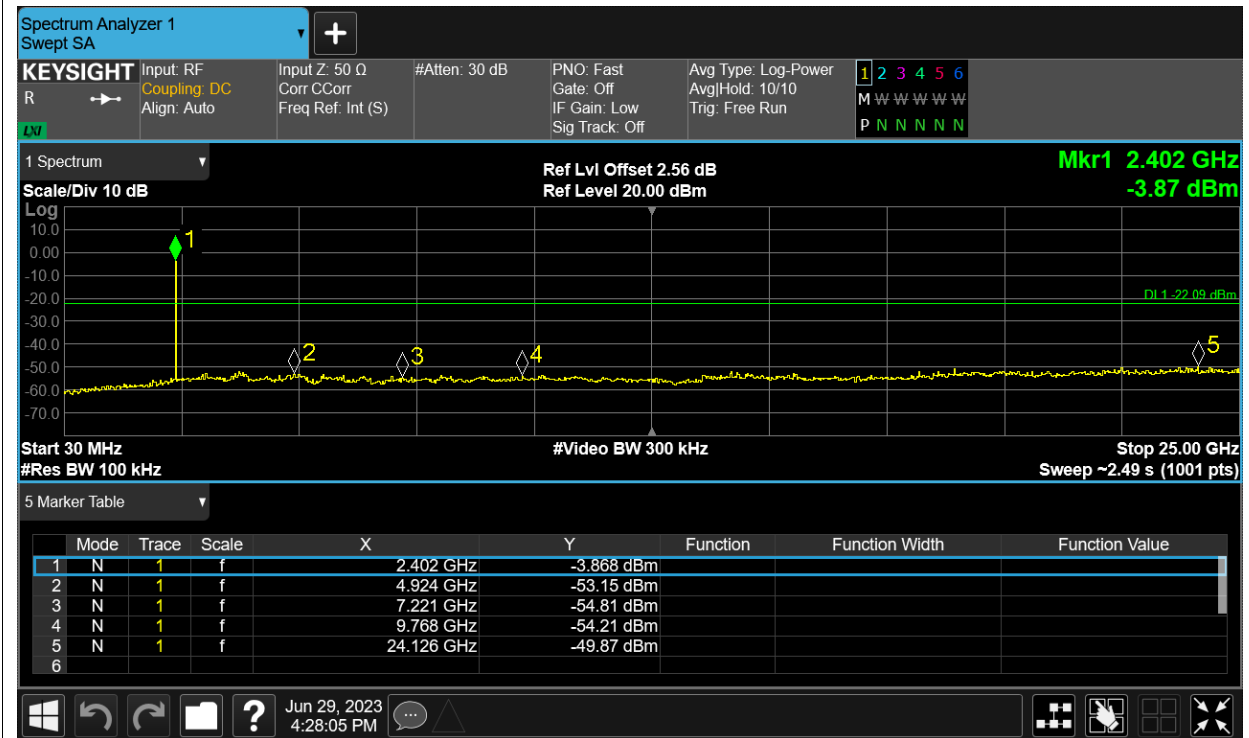 Spectrum Analyzer 1
Swept SA
KEYSIGHT
R
LXI
Input: RF
Coupling: DC
Align: Auto
Input Z: 50 Ω
Corr CCorr
Freq Ref: Int (S)
#Atten: 30 dB
PNO: Fast
Gate: Off
IF Gain: Low
Sig Track: Off
Avg Type: Log-Power
Avg|Hold: 10/10
Trig: Free Run
1 2 3 4 5 6
M W W W W W
P N N N N N
1 Spectrum
Scale/Div 10 dB
Ref Lvl Offset 2.56 dB
Ref Level 20.00 dBm
Mkr1 2.402 GHz
-3.87 dBm
Log
10.0
0.00
-10.0
-20.0
-30.0
-40.0
-50.0
-60.0
-70.0
1
2
3
4
5
DL1 -22.09 dBm
Start 30 MHz
#Res BW 100 kHz
#Video BW 300 kHz
Stop 25.00 GHz
Sweep ~2.49 s (1001 pts)
5 Marker Table
Mode Trace Scale X Y Function Function Width Function Value
1 N 1 f 2.402 GHz -3.868 dBm
2 N 1 f 4.924 GHz -53.15 dBm
3 N 1 f 7.221 GHz -54.81 dBm
4 N 1 f 9.768 GHz -54.21 dBm
5 N 1 f 24.126 GHz -49.87 dBm
6
?
Jun 29, 2023
4:28:05 PM